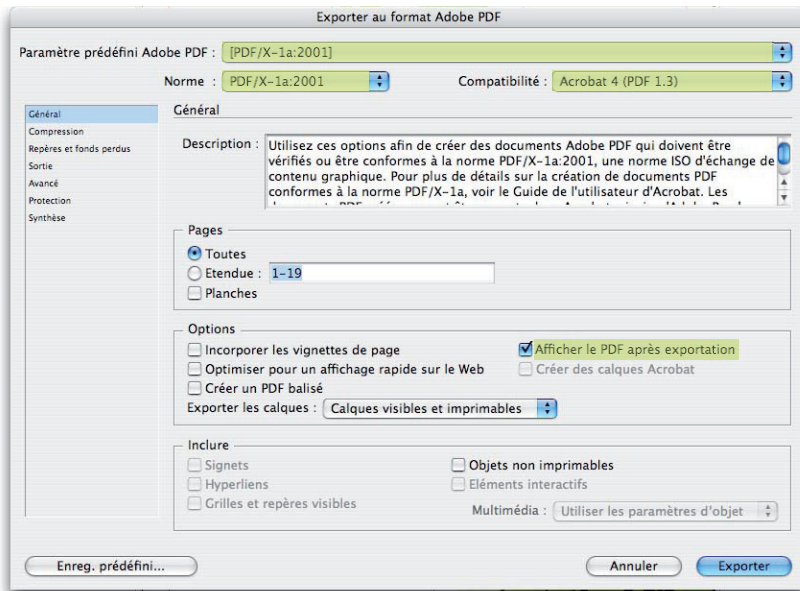 Exporter au format Adobe PDF
Paramètre prédéfini Adobe PDF : [PDF/X-1a:2001]
Norme : PDF/X-1a:2001 Compatibilité : Acrobat 4 (PDF 1.3)
Général
Compression
Repères et fonds perdus
Sortie
Avancé
Protection
Synthèse
Général
Description : Utilisez ces options afin de créer des documents Adobe PDF qui doivent être
vérifiés ou être conformes à la norme PDF/X-1a:2001, une norme ISO d'échange de
contenu graphique. Pour plus de détails sur la création de documents PDF
conformes à la norme PDF/X-1a, voir le Guide de l'utilisateur d'Acrobat. Les
Pages
Toutes
Etendue : 1-19
Planches
Options
Incorporer les vignettes de page
Afficher le PDF après exportation
Optimiser pour un affichage rapide sur le Web
Créer des calques Acrobat
Créer un PDF balisé
Exporter les calques : Calques visibles et imprimables
Inclure
Signets
Objets non imprimables
Hyperliens
Eléments interactifs
Grilles et repères visibles
Multimédia : Utiliser les paramètres d'objet
Enreg. prédéfini... Annuler Exporter